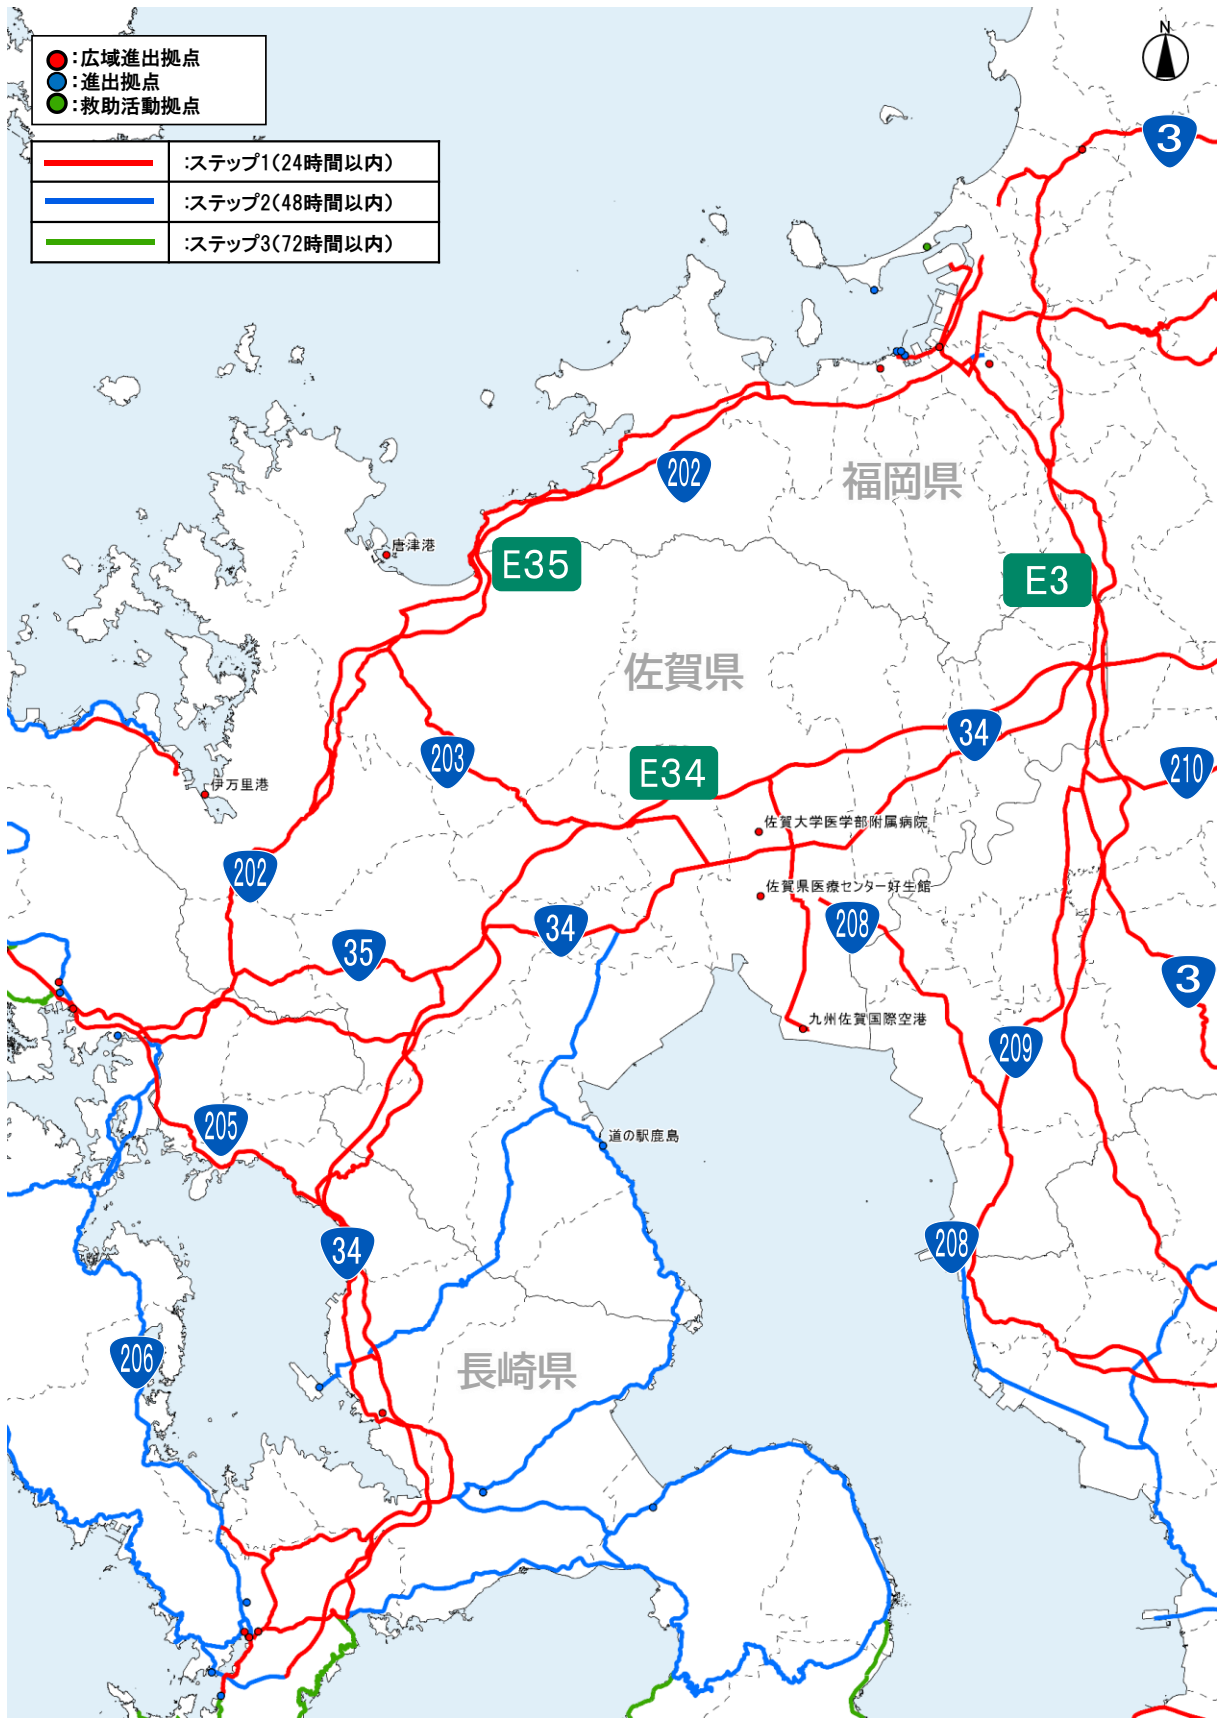 :広域進出拠点
:進出拠点
:救助活動拠点
:ステップ1(24時間以内)
:ステップ2(48時間以内)
:ステップ3(72時間以内)
N
3
202
福岡県
唐津港
E35
E3
佐賀県
203
34
E34
210
伊万里港
佐賀大学医学部附属病院
202
佐賀県医療センター好生館
34
208
35
3
九州佐賀国際空港
209
205
道の駅鹿島
34
208
206
長崎県